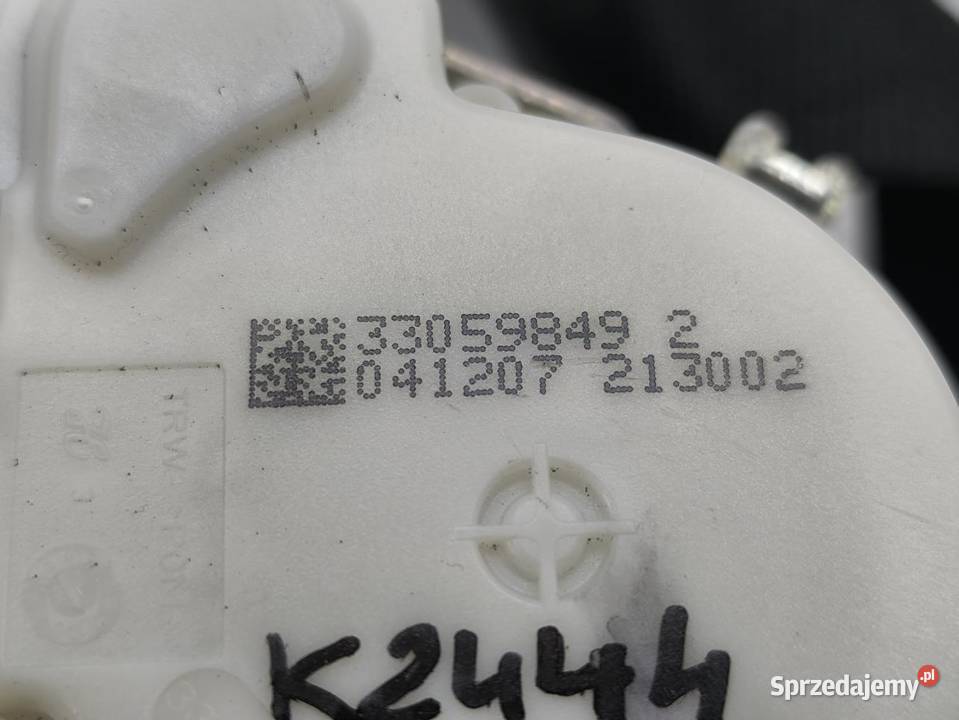 33059849 2
041207 213002
TRW
K2444
Sprzedajemy.pl